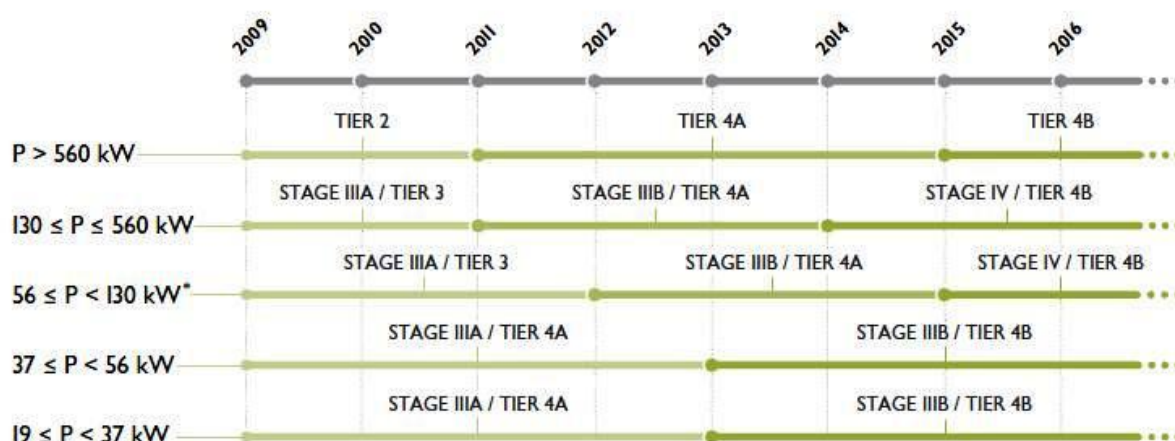 2009 2010 2011 2012 2013 2014 2015 2016
TIER 2 TIER 4A TIER 4B
P > 560 kW
STAGE IIIA / TIER 3 STAGE IIIB / TIER 4A STAGE IV / TIER 4B
130 ≤ P ≤ 560 kW
STAGE IIIA / TIER 3 STAGE IIIB / TIER 4A STAGE IV / TIER 4B
56 ≤ P < 130 kW*
STAGE IIIA / TIER 4A STAGE IIIB / TIER 4B
37 ≤ P < 56 kW
STAGE IIIA / TIER 4A STAGE IIIB / TIER 4B
19 < P < 37 kW